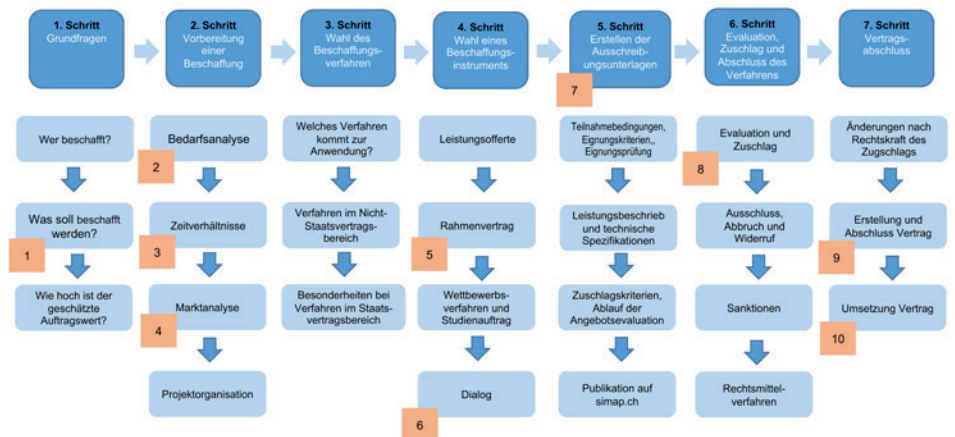 1. Schritt
Grundfragen
2. Schritt
Vorbereitung
einer
Beschaffung
3. Schritt
Wahl des
Beschaffungs-
verfahren
4. Schritt
Wahl eines
Beschaffungs-
instruments
5. Schritt
Erstellen der
Ausschreib-
ungsunterlagen
7
6. Schritt
Evaluation,
Zuschlag und
Abschluss des
Verfahrens
7. Schritt
Vertrags-
abschluss
Wer beschafft?
Was soll beschafft
werden?
1
Wie hoch ist der
geschätzte
Auftragswert?
Bedarfsanalyse
2
Zeitverhältnisse
3
Marktanalyse
4
Projektorganisation
Welches Verfahren
kommt zur
Anwendung?
Verfahren im Nicht-
Staatsvertrags-
bereich
Besonderheiten bei
Verfahren im Staats-
vertragsbereich
Leistungsofferte
Rahmenvertrag
5
Wettbewerbs-
verfahren und
Studienauftrag
Dialog
6
Teilnahmebedingungen,
Eignungskriterien,,
Eignungsprüfung
Leistungsbeschrieb
und technische
Spezifikationen
Zuschlagskriterien,
Ablauf der
Angebotsevaluation
Publikation auf
simap.ch
Evaluation und
Zuschlag
8
Ausschluss,
Abbruch und
Widerruf
Sanktionen
Rechtsmittel-
verfahren
Änderungen nach
Rechtskraft des
Zugschlags
Erstellung und
Abschluss Vertrag
9
Umsetzung Vertrag
10